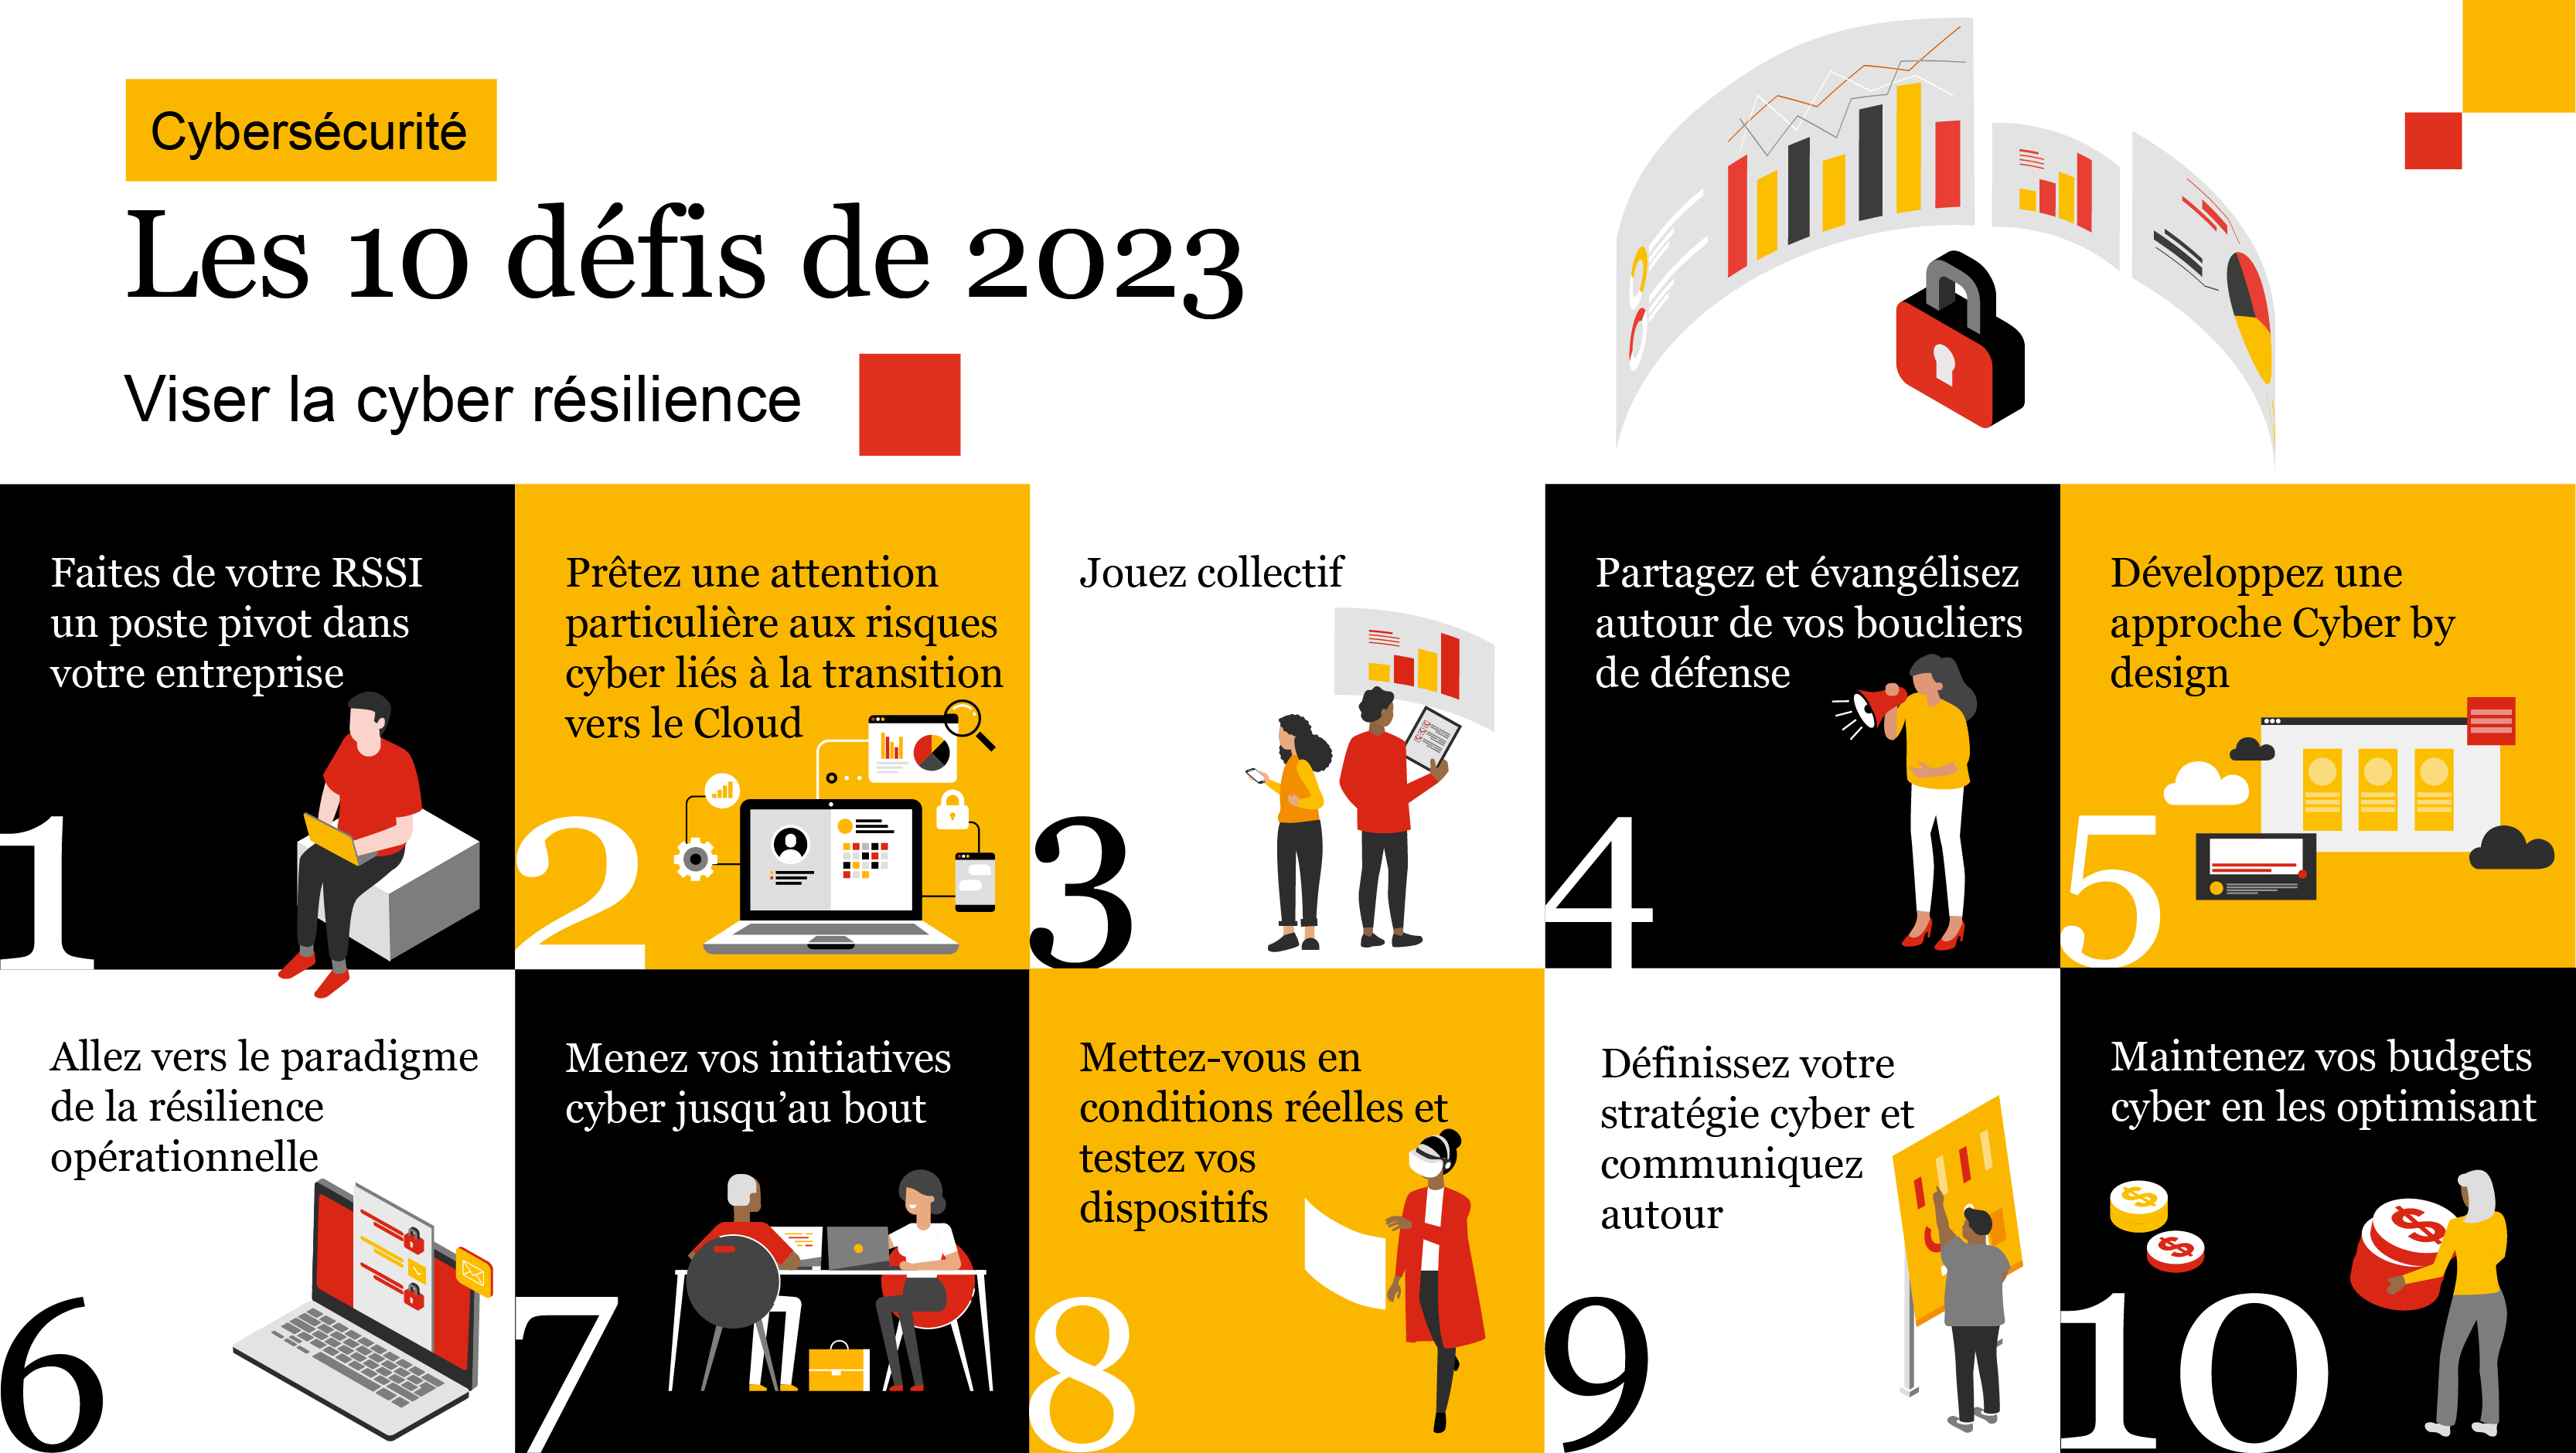 Cybersécurité
Les 10 défis de 2023
Viser la cyber résilience
Faites de votre RSSI
un poste pivot dans
votre entreprise
1
Prêtez une attention
particulière aux risques
cyber liés à la transition
vers le Cloud
2
Jouez collectif
3
Partagez et évangélisez
autour de vos boucliers
de défense
4
Développez une
approche Cyber by
design
5
Allez vers le paradigme
de la résilience
opérationnelle
6
Menez vos initiatives
cyber jusqu’au bout
7
Mettez-vous en
conditions réelles et
testez vos
dispositifs
8
Définissez votre
stratégie cyber et
communiquez
autour
9
Maintenez vos budgets
cyber en les optimisant
$
$
$
10